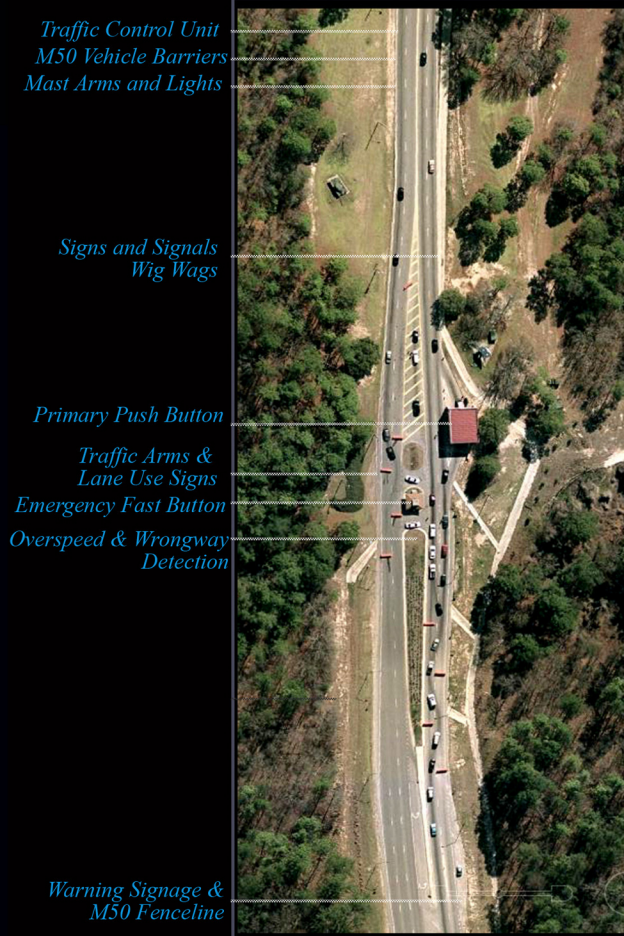 Traffic Control Unit
M50 Vehicle Barriers
Mast Arms and Lights
Signs and Signals
Wig Wags
Primary Push Button
Traffic Arms &
Lane Use Signs
Emergency Fast Button
Overspeed & Wrongway
Detection
Warning Signage &
M50 Fenceline